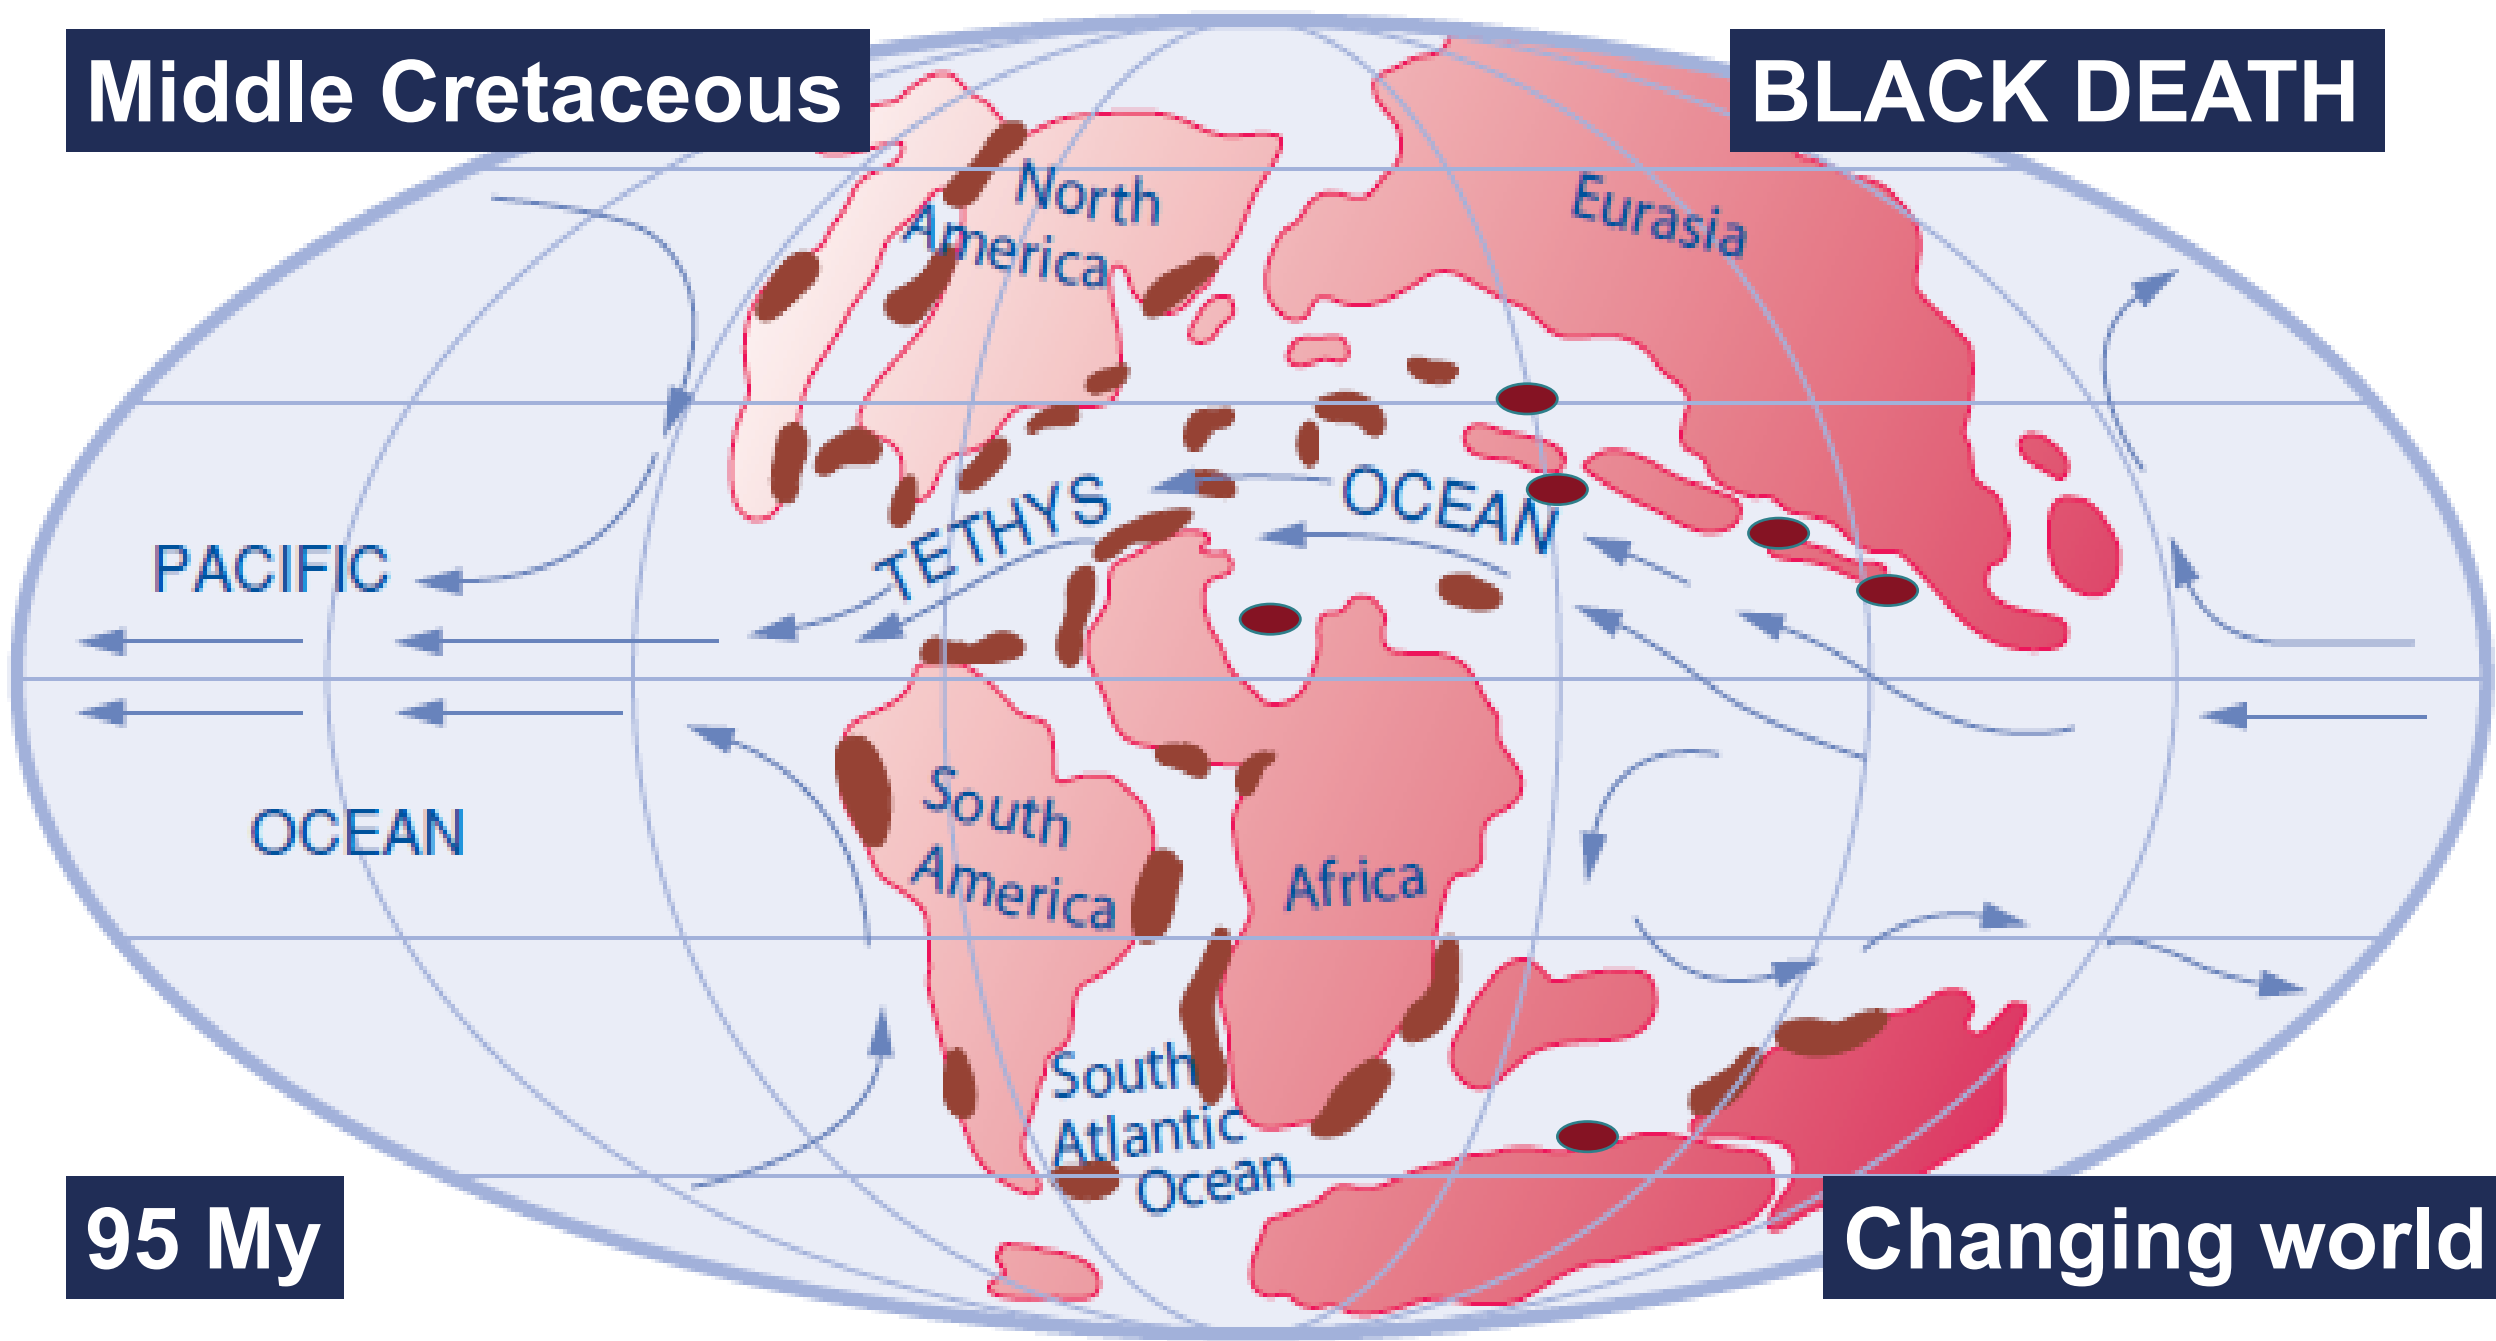 Middle Cretaceous
BLACK DEATH
North
America
Eurasia
TETHYS
OCEAN
PACIFIC
OCEAN
South
America
Africa
South
Atlantic
Ocean
95 My
Changing world